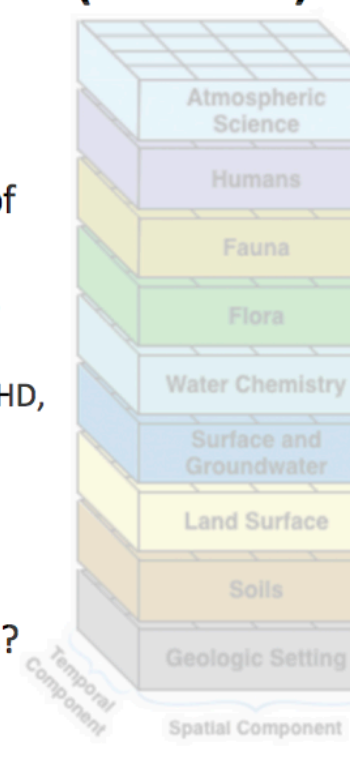 Atmospheric
Science
Humans
of
Fauna
Flora
Water Chemistry
HD,
Surface and
Groundwater
Land Surface
Soils
?
Geologic Setting
Temporal
Component
Spatial Component